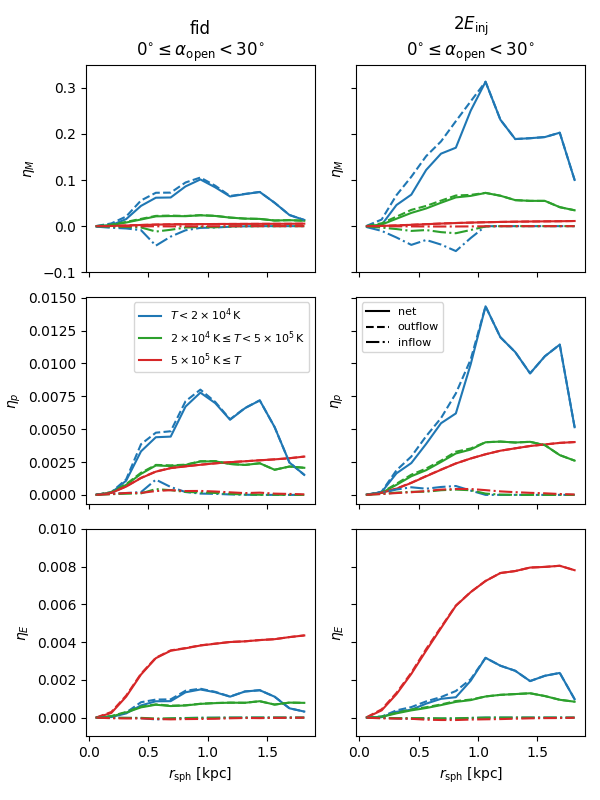 fid
0° ≤ α_open < 30°
2E_inj
0° ≤ α_open < 30°
0.3
0.2
0.1
0.0
−0.1
η_M
η_M
0.0150
0.0125
0.0100
0.0075
0.0050
0.0025
0.0000
η_p
T < 2 × 10^4 K
2 × 10^4 K ≤ T < 5 × 10^5 K
5 × 10^5 K ≤ T
η_p
net
outflow
inflow
0.010
0.008
0.006
0.004
0.002
0.000
η_E
η_E
0.0
0.5
1.0
1.5
r_sph [kpc]
0.0
0.5
1.0
1.5
r_sph [kpc]